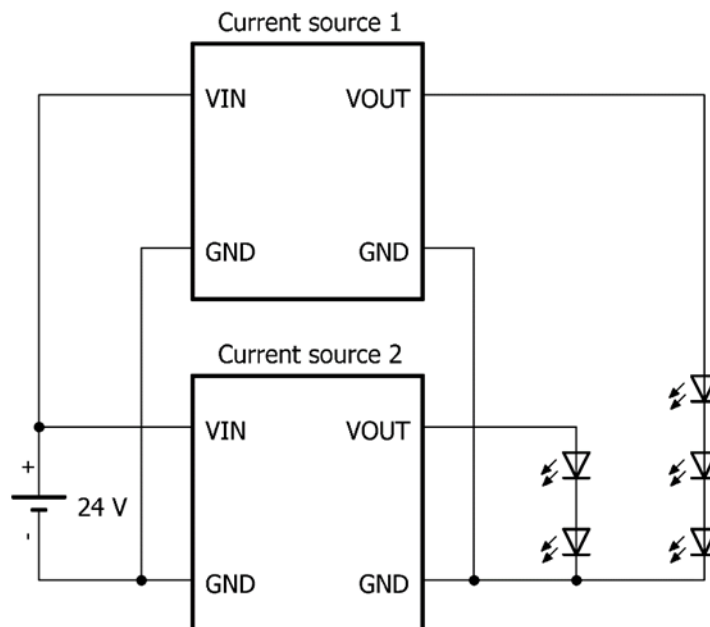 Current source 1
VIN VOUT
GND GND
Current source 2
VIN VOUT
+
24 V
-
GND GND